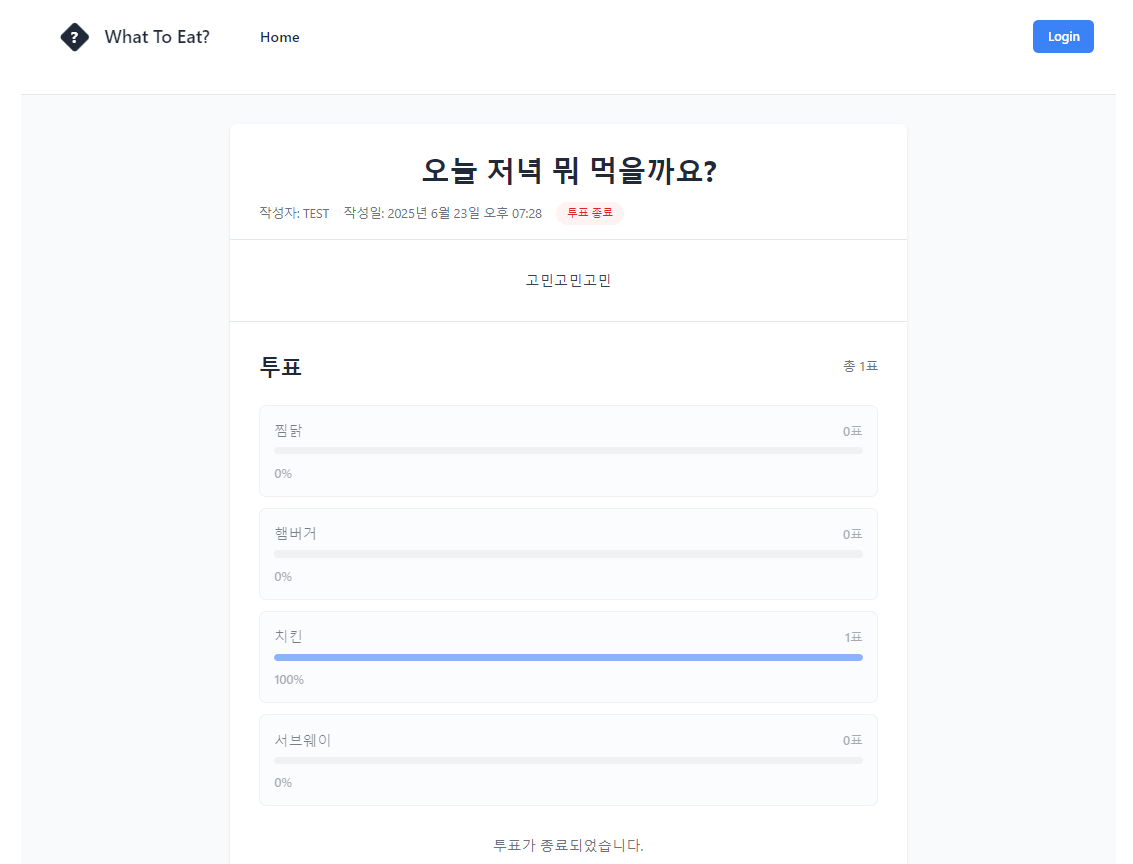 ?
What To Eat?
Home
Login
오늘 저녁 뭐 먹을까요?
작성자: TEST 작성일: 2025년 6월 23일 오후 07:28 투표 종료
고민고민고민
투표
총 1표
찜닭
0표
0%
햄버거
0표
0%
치킨
1표
100%
서브웨이
0표
0%
투표가 종료되었습니다.